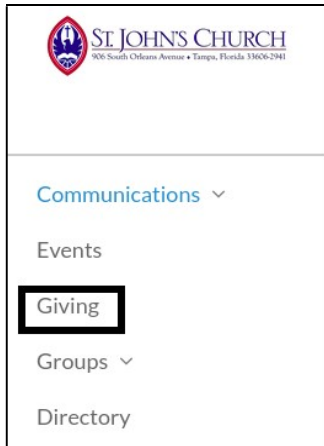 ST. JOHN'S CHURCH
906 South Orleans Avenue • Tampa, Florida 33606-2941
Communications
Events
Giving
Groups
Directory